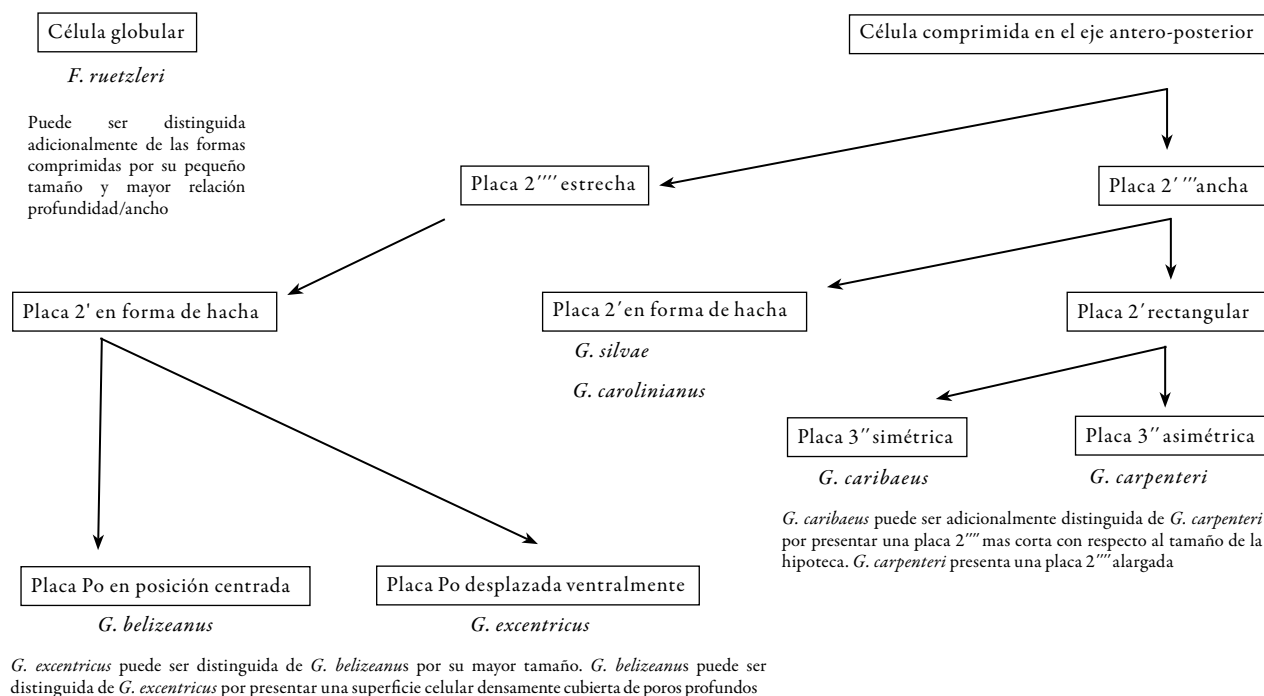 Célula globular
F. ruetzleri
Puede ser distinguida
adicionalmente de las formas
comprimidas por su pequeño
tamaño y mayor relación
profundidad/ancho
Célula comprimida en el eje antero-posterior
Placa 2′′′′ estrecha
Placa 2′ ′′′ancha
Placa 2' en forma de hacha
Placa 2′ en forma de hacha
G. silvae
G. carolinianus
Placa 2′ rectangular
Placa 3′′ simétrica
G. caribaeus
Placa 3′′ asimétrica
G. carpenteri
G. caribaeus puede ser adicionalmente distinguida de G. carpenteri
por presentar una placa 2′′′′ mas corta con respecto al tamaño de la
hipoteca. G. carpenteri presenta una placa 2′′′′ alargada
Placa Po en posición centrada
G. belizeanus
Placa Po desplazada ventralmente
G. excentricus
G. excentricus puede ser distinguida de G. belizeanus por su mayor tamaño. G. belizeanus puede ser
distinguida de G. excentricus por presentar una superficie celular densamente cubierta de poros profundos